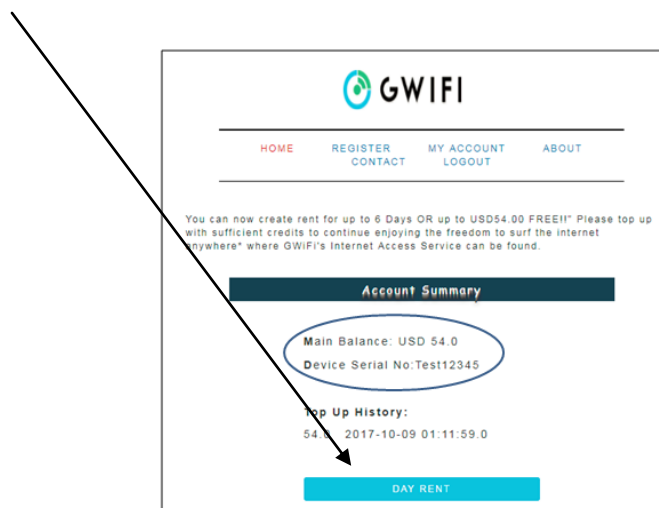 GWIFI
HOME REGISTER MY ACCOUNT ABOUT
CONTACT LOGOUT
You can now create rent for up to 6 Days OR up to USD54.00 FREE!!" Please top up
with sufficient credits to continue enjoying the freedom to surf the internet
anywhere* where GWiFi's Internet Access Service can be found.
Account Summary
Main Balance: USD 54.0
Device Serial No:Test12345
Top Up History:
54.0 2017-10-09 01:11:59.0
DAY RENT